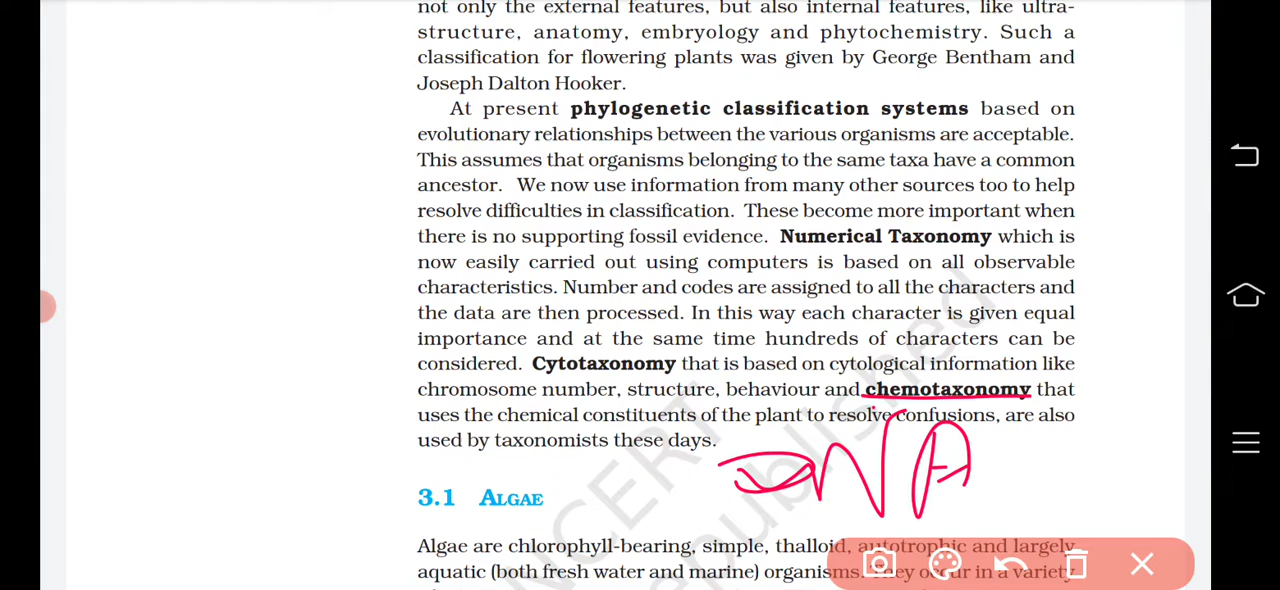 not only the external features, but also internal features, like ultra-
structure, anatomy, embryology and phytochemistry. Such a
classification for flowering plants was given by George Bentham and
Joseph Dalton Hooker.
At present phylogenetic classification systems based on
evolutionary relationships between the various organisms are acceptable.
This assumes that organisms belonging to the same taxa have a common
ancestor. We now use information from many other sources too to help
resolve difficulties in classification. These become more important when
there is no supporting fossil evidence. Numerical Taxonomy which is
now easily carried out using computers is based on all observable
characteristics. Number and codes are assigned to all the characters and
the data are then processed. In this way each character is given equal
importance and at the same time hundreds of characters can be
considered. Cytotaxonomy that is based on cytological information like
chromosome number, structure, behaviour and chemotaxonomy that
uses the chemical constituents of the plant to resolve confusions, are also
used by taxonomists these days.
DNA
3.1 ALGAE
Algae are chlorophyll-bearing, simple, thalloid, autotrophic and largely
aquatic (both fresh water and marine) organisms. They occur in a variety
NCERT
republished